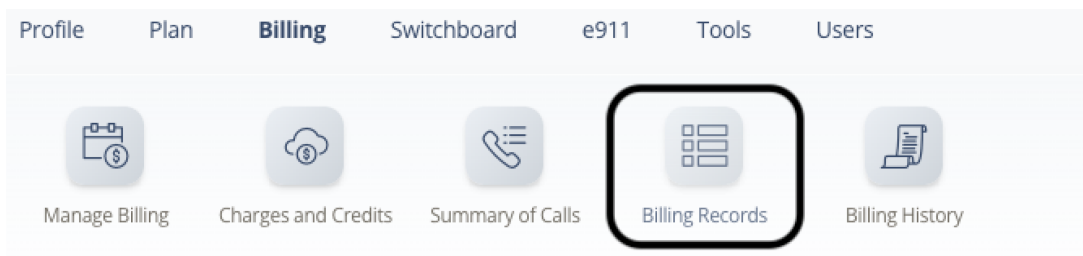 Profile Plan Billing Switchboard e911 Tools Users
Manage Billing Charges and Credits Summary of Calls Billing Records Billing History